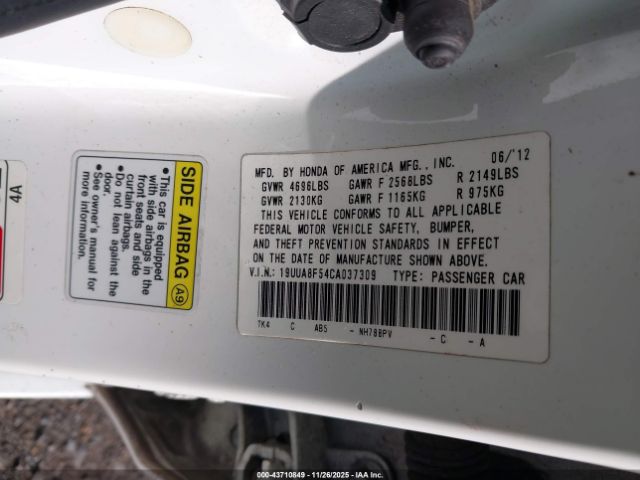 4A
SIDE AIRBAG A9
•This car is equipped
with side airbags in the
front seats and side
curtain airbags.
•Do not lean against the
door.
•See owner's manual
for more
MFD. BY HONDA OF AMERICA MFG., INC. 06/'12
GVWR 4696LBS GAWR F 2568LBS R 2149LBS
GVWR 2130KG GAWR F 1165KG R 975KG
THIS VEHICLE CONFORMS TO ALL APPLICABLE
FEDERAL MOTOR VEHICLE SAFETY, BUMPER,
AND THEFT PREVENTION STANDARDS IN EFFECT
ON THE DATE OF MANUFACTURE SHOWN ABOVE.
V.I.N.: 19UUA8F54CA037309 TYPE: PASSENGER CAR
TK4 C AB5 - NH788PV - C - A
000-43710849 - 11/26/2025 - IAA Inc.